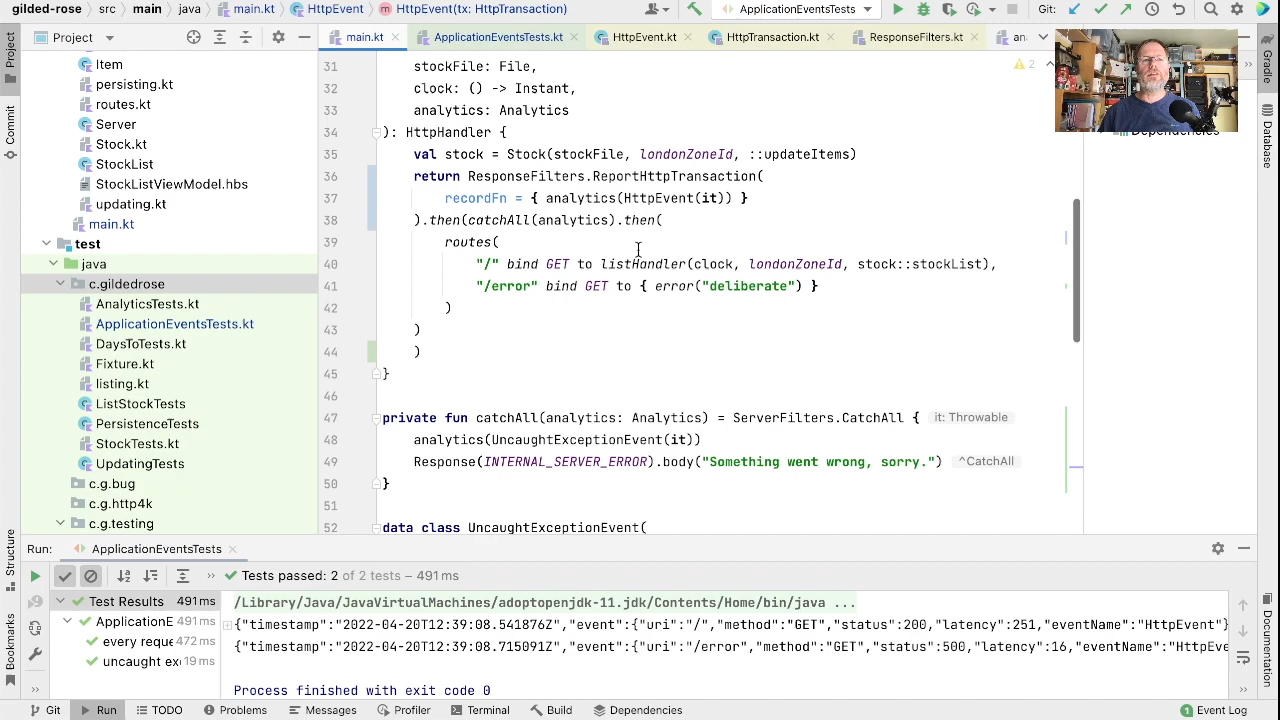 gilded-rose src main java main.kt HttpEvent HttpEvent(tx: HttpTransaction) ApplicationEventsTests Git:
Project main.kt ApplicationEventsTests.kt HttpEvent.kt HttpTransaction.kt ResponseFilters.kt an
Item
persisting.kt
routes.kt
Server
Stock.kt
StockList
StockListViewModel.hbs
updating.kt
main.kt
test
java
c.gildedrose
AnalyticsTests.kt
ApplicationEventsTests.kt
DaysToTests.kt
Fixture.kt
listing.kt
ListStockTests
PersistenceTests
StockTests.kt
UpdatingTests
c.g.bug
c.g.http4k
c.g.testing
31 stockFile: File,
32 clock: () -> Instant,
33 analytics: Analytics
34 ): HttpHandler {
35 val stock = Stock(stockFile, londonZoneId, ::updateItems)
36 return ResponseFilters.ReportHttpTransaction(
37 recordFn = { analytics(HttpEvent(it)) }
38 ).then(catchAll(analytics).then(
39 routes(
40 "/" bind GET to listHandler(clock, londonZoneId, stock::stockList),
41 "/error" bind GET to { error("deliberate") }
42 )
43 )
44 )
45 }
46
47 private fun catchAll(analytics: Analytics) = ServerFilters.CatchAll { it: Throwable
48 analytics(UncaughtExceptionEvent(it))
49 Response(INTERNAL_SERVER_ERROR).body("Something went wrong, sorry.") ^CatchAll
50 }
51
52 data class UncaughtExceptionEvent(
2
Project
Commit
Structure
Bookmarks
Gradle
Database
Documentation
Dependencies
Run: ApplicationEventsTests
Tests passed: 2 of 2 tests – 491 ms
Test Results 491 ms
ApplicationE 491 ms
every reque 472 ms
uncaught ex 19 ms
/Library/Java/JavaVirtualMachines/adoptopenjdk-11.jdk/Contents/Home/bin/java ...
{"timestamp":"2022-04-20T12:39:08.541876Z","event":{"uri":"/","method":"GET","status":200,"latency":251,"eventName":"HttpEvent"}
{"timestamp":"2022-04-20T12:39:08.715091Z","event":{"uri":"/error","method":"GET","status":500,"latency":16,"eventName":"HttpEve
Process finished with exit code 0
Git Run TODO Problems Messages Profiler Terminal Build Dependencies 1 Event Log